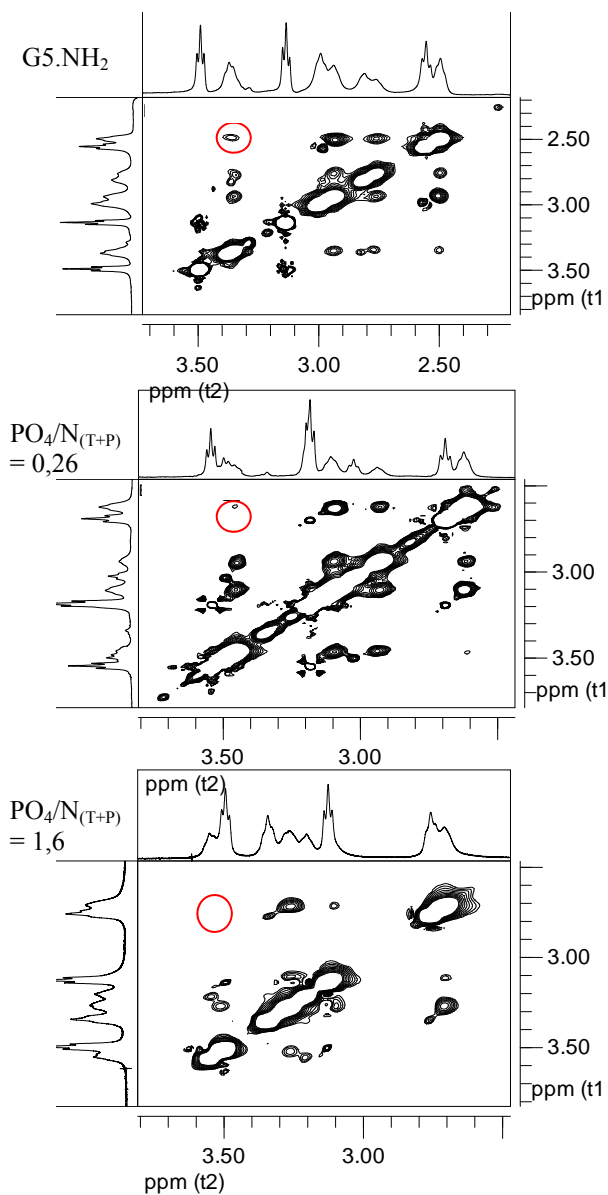 G5.NH₂
2.50
3.00
3.50
ppm (t1
3.50
3.00
2.50
ppm (t2)
PO₄/N₍T+P₎
= 0,26
3.00
3.50
ppm (t1
3.50
3.00
ppm (t2)
PO₄/N₍T+P₎
= 1,6
3.00
3.50
ppm (t1
3.50
3.00
ppm (t2)